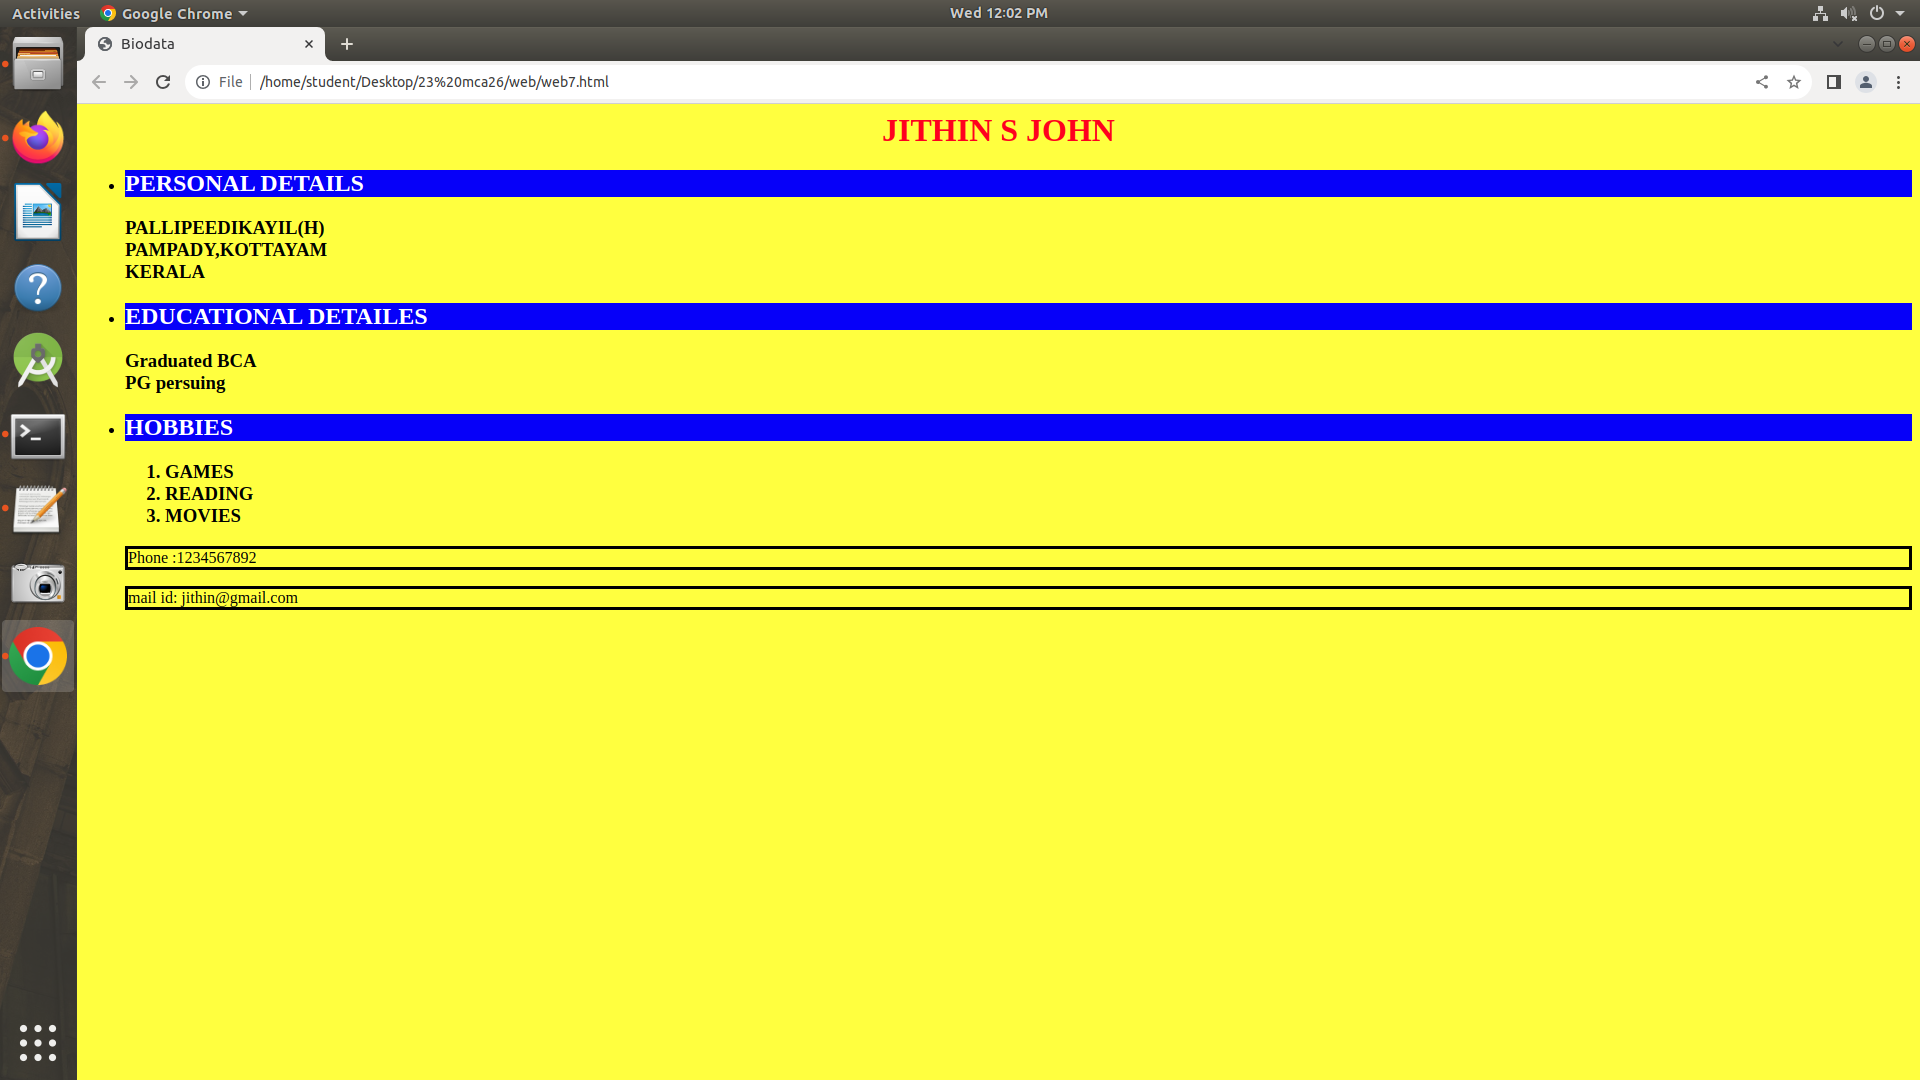 Activities Google Chrome Wed 12:02 PM
Biodata
File /home/student/Desktop/23%20mca26/web/web7.html
JITHIN S JOHN
• PERSONAL DETAILS
PALLIPEEDIKAYIL(H)
PAMPADY,KOTTAYAM
KERALA
• EDUCATIONAL DETAILES
Graduated BCA
PG persuing
• HOBBIES
1. GAMES
2. READING
3. MOVIES
Phone :1234567892
mail id: jithin@gmail.com